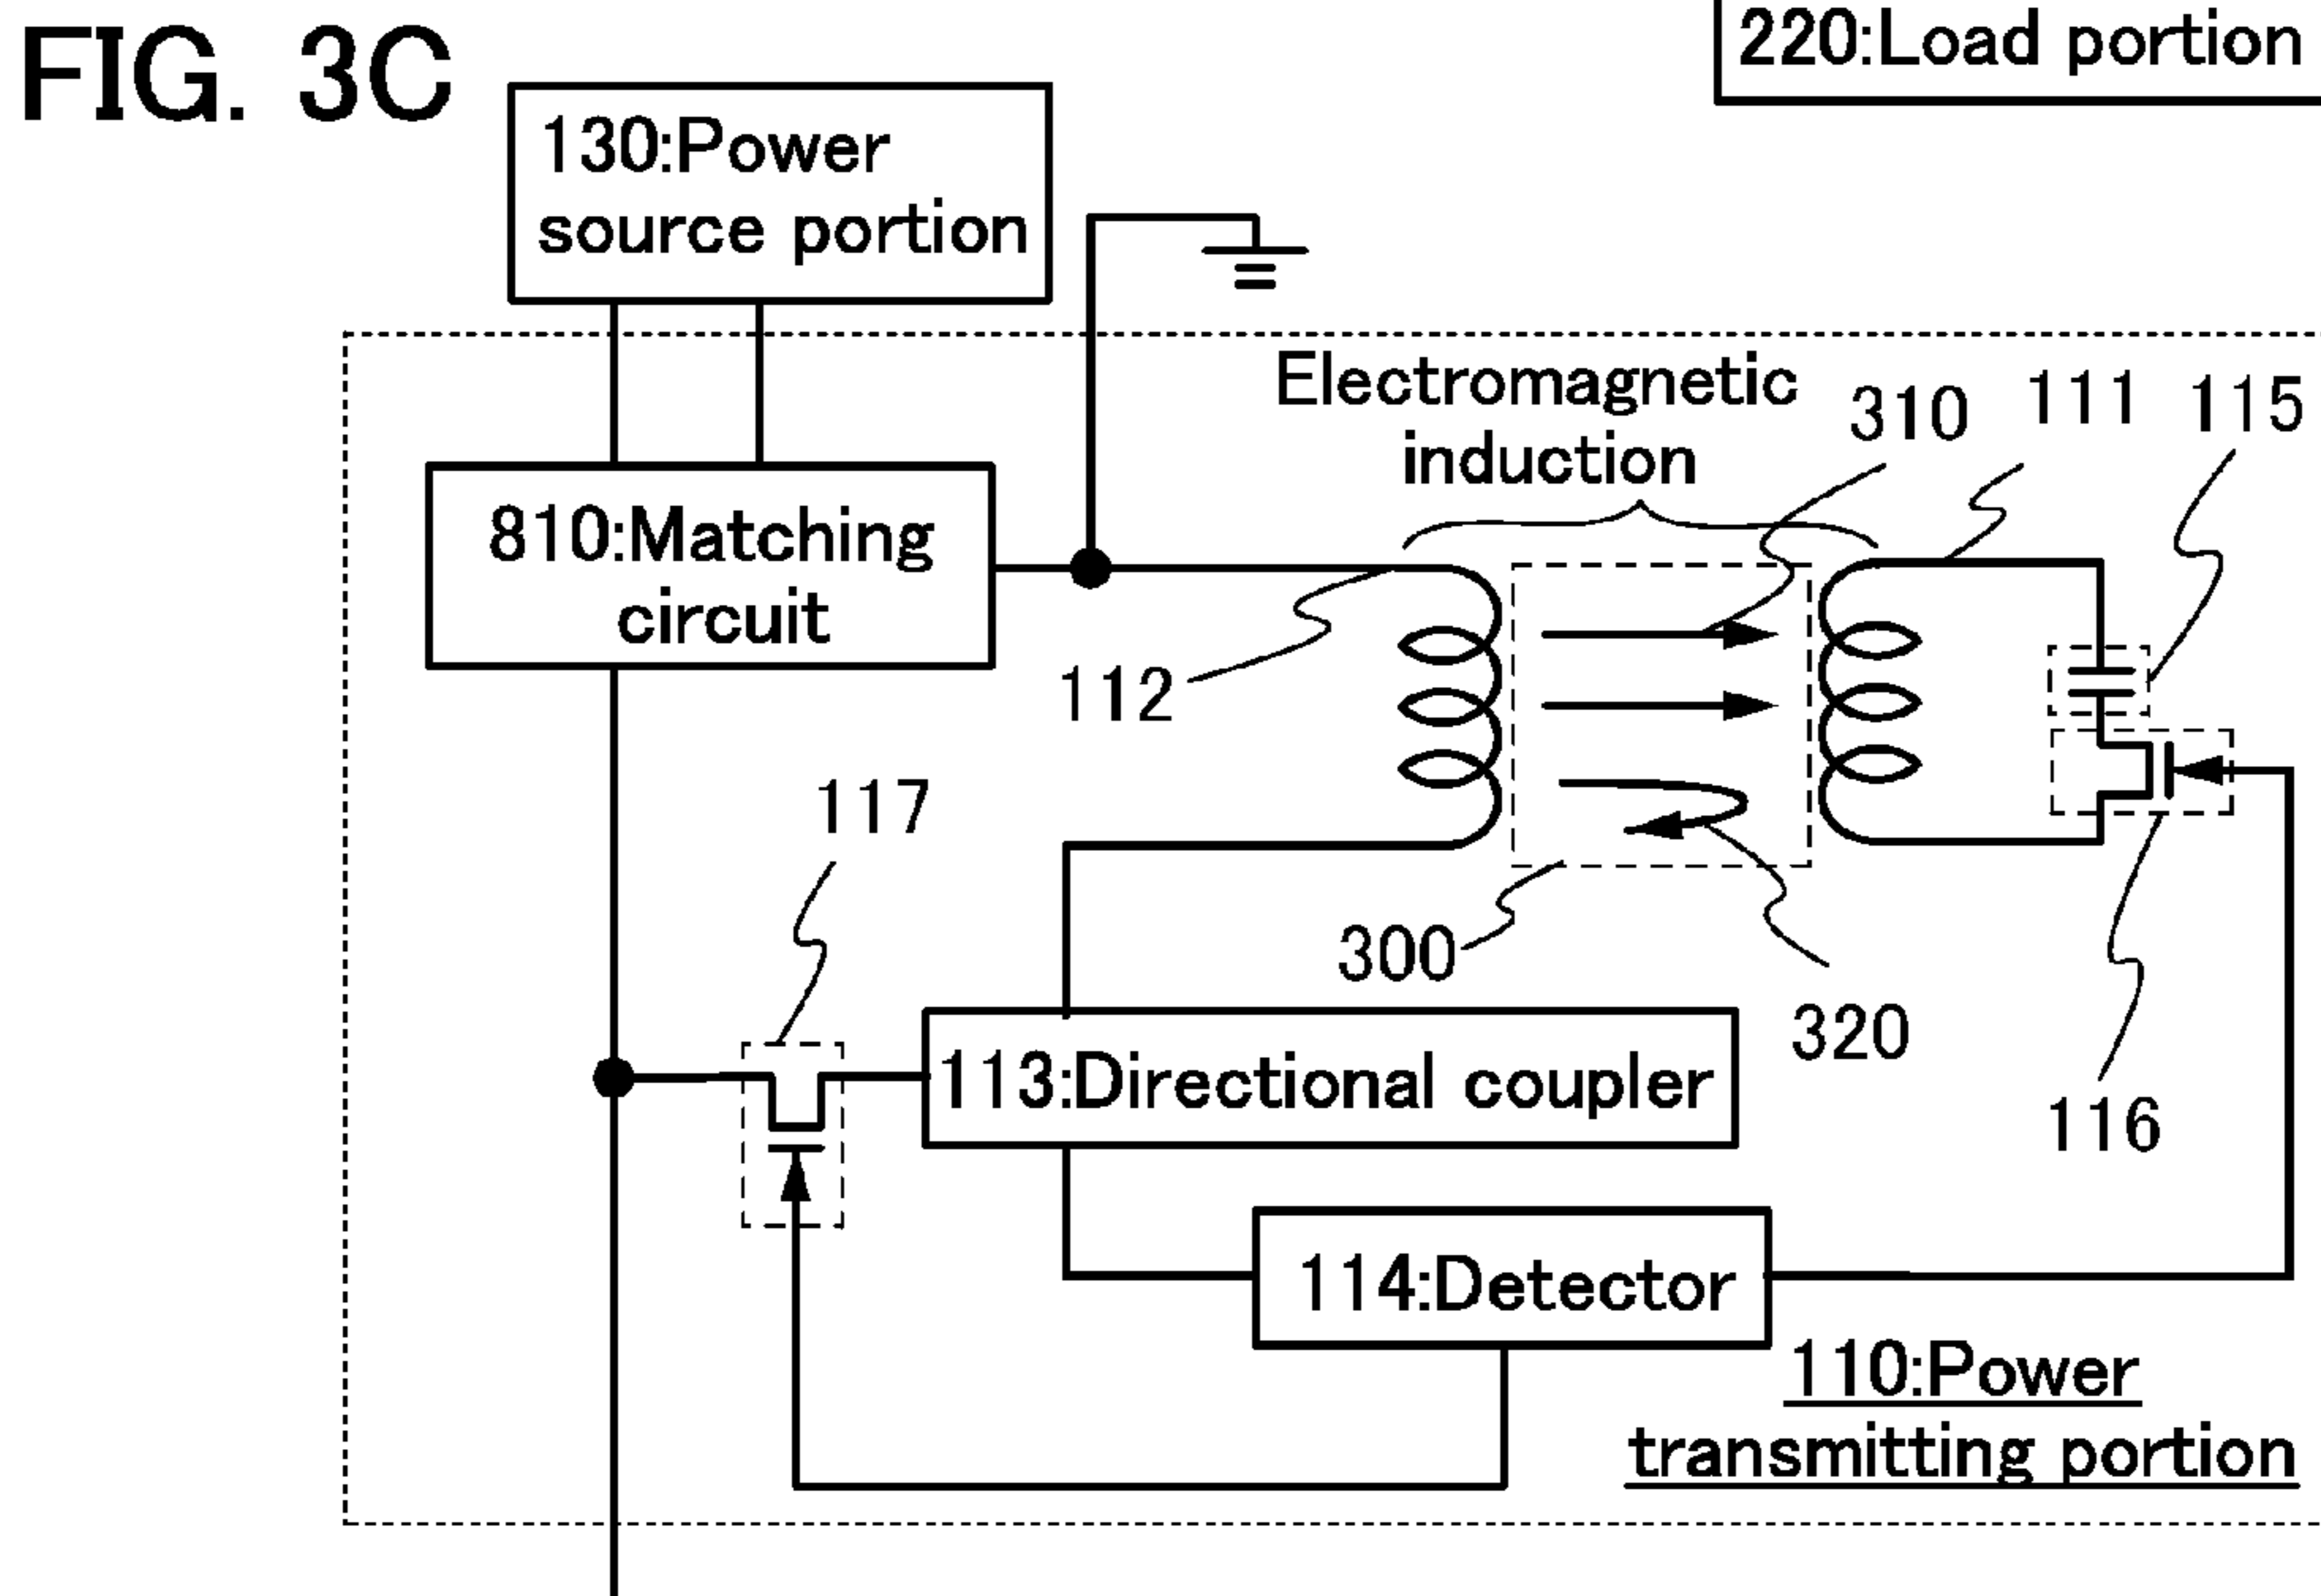 FIG. 3C
220:Load portion
130:Power
source portion
Electromagnetic
induction
310
111
115
810:Matching
circuit
112
117
300
320
113:Directional coupler
116
114:Detector
110:Power
transmitting portion